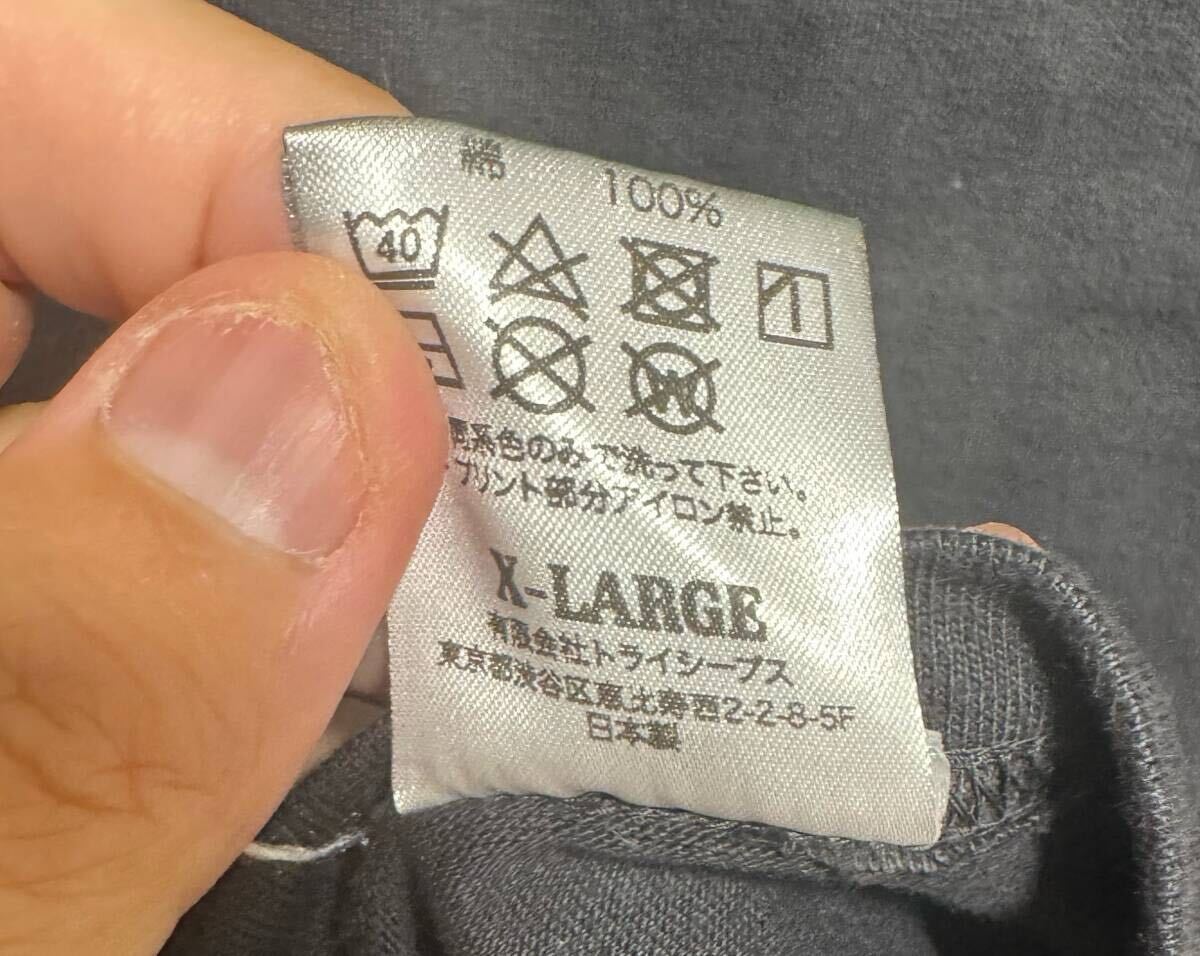 綿 100%
40
W
系色のみで洗って下さい。
プリント部分アイロン禁止。
X-LARGE
有限会社トライシープス
東京都渋谷区恵比寿西2-2-8-5F
日本製